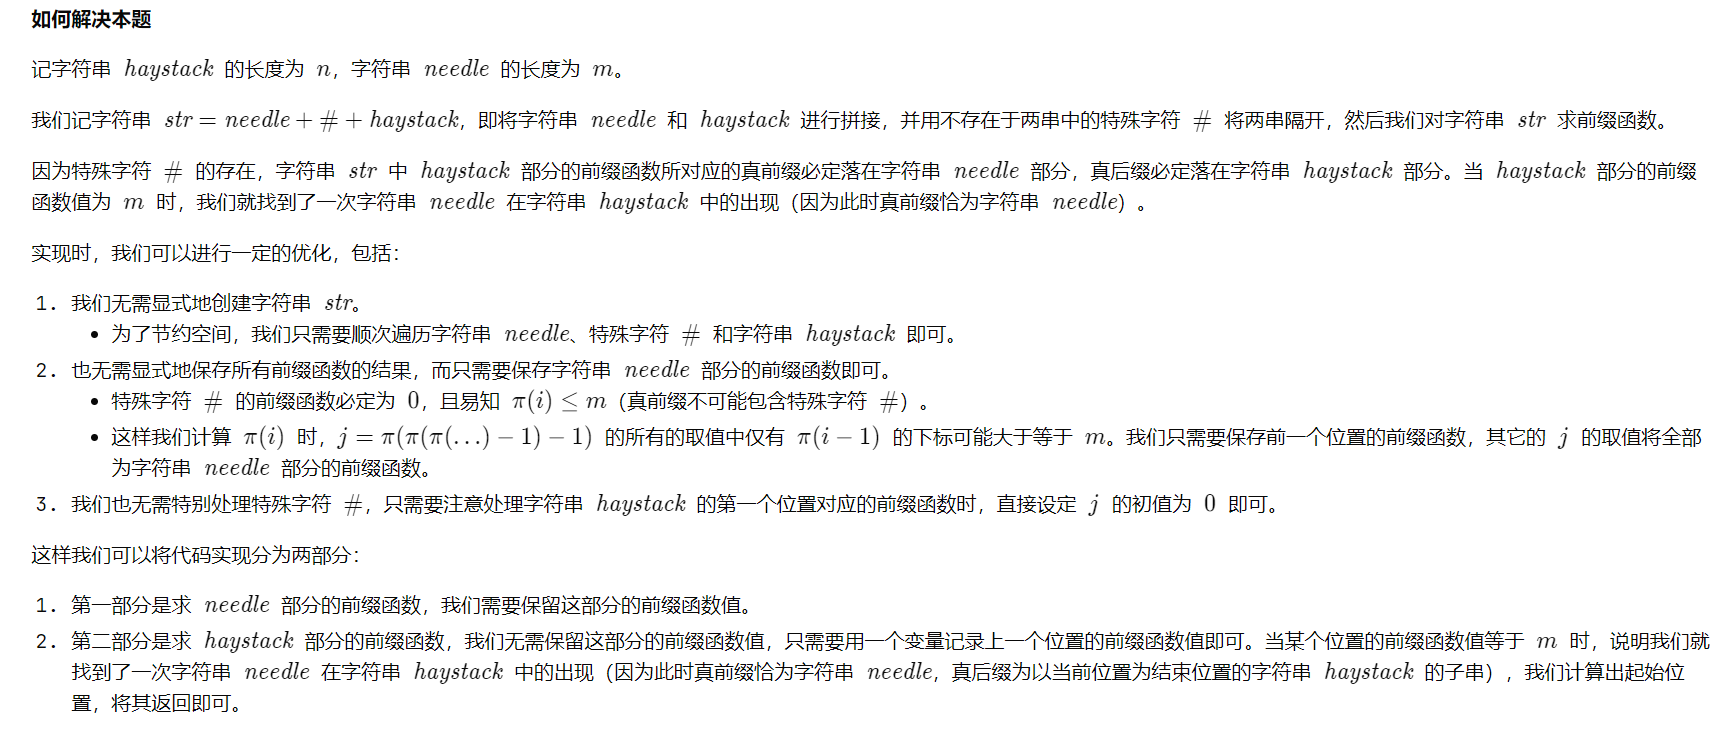 如何解决本题
记字符串 haystack 的长度为 n，字符串 needle 的长度为 m。
我们记字符串 str = needle + # + haystack，即将字符串 needle 和 haystack 进行拼接，并用不存在于两串中的特殊字符 # 将两串隔开，然后我们对字符串 str 求前缀函数。
因为特殊字符 # 的存在，字符串 str 中 haystack 部分的前缀函数所对应的真前缀必定落在字符串 needle 部分，真后缀必定落在字符串 haystack 部分。当 haystack 部分的前缀
函数值为 m 时，我们就找到了一次字符串 needle 在字符串 haystack 中的出现（因为此时真前缀恰为字符串 needle）。
实现时，我们可以进行一定的优化，包括：
1. 我们无需显式地创建字符串 str。
• 为了节约空间，我们只需要顺次遍历字符串 needle、特殊字符 # 和字符串 haystack 即可。
2. 也无需显式地保存所有前缀函数的结果，而只需要保存字符串 needle 部分的前缀函数即可。
• 特殊字符 # 的前缀函数必定为 0，且易知 π(i) ≤ m（真前缀不可能包含特殊字符 #）。
• 这样我们计算 π(i) 时，j = π(π(π(…) − 1) − 1) 的所有的取值中仅有 π(i − 1) 的下标可能大于等于 m。我们只需要保存前一个位置的前缀函数，其它的 j 的取值将全部
为字符串 needle 部分的前缀函数。
3. 我们也无需特别处理特殊字符 #，只需要注意处理字符串 haystack 的第一个位置对应的前缀函数时，直接设定 j 的初值为 0 即可。
这样我们可以将代码实现分为两部分：
1. 第一部分是求 needle 部分的前缀函数，我们需要保留这部分的前缀函数值。
2. 第二部分是求 haystack 部分的前缀函数，我们无需保留这部分的前缀函数值，只需要用一个变量记录上一个位置的前缀函数值即可。当某个位置的前缀函数值等于 m 时，说明我们就
找到了一次字符串 needle 在字符串 haystack 中的出现（因为此时真前缀恰为字符串 needle，真后缀为以当前位置为结束位置的字符串 haystack 的子串），我们计算出起始位
置，将其返回即可。